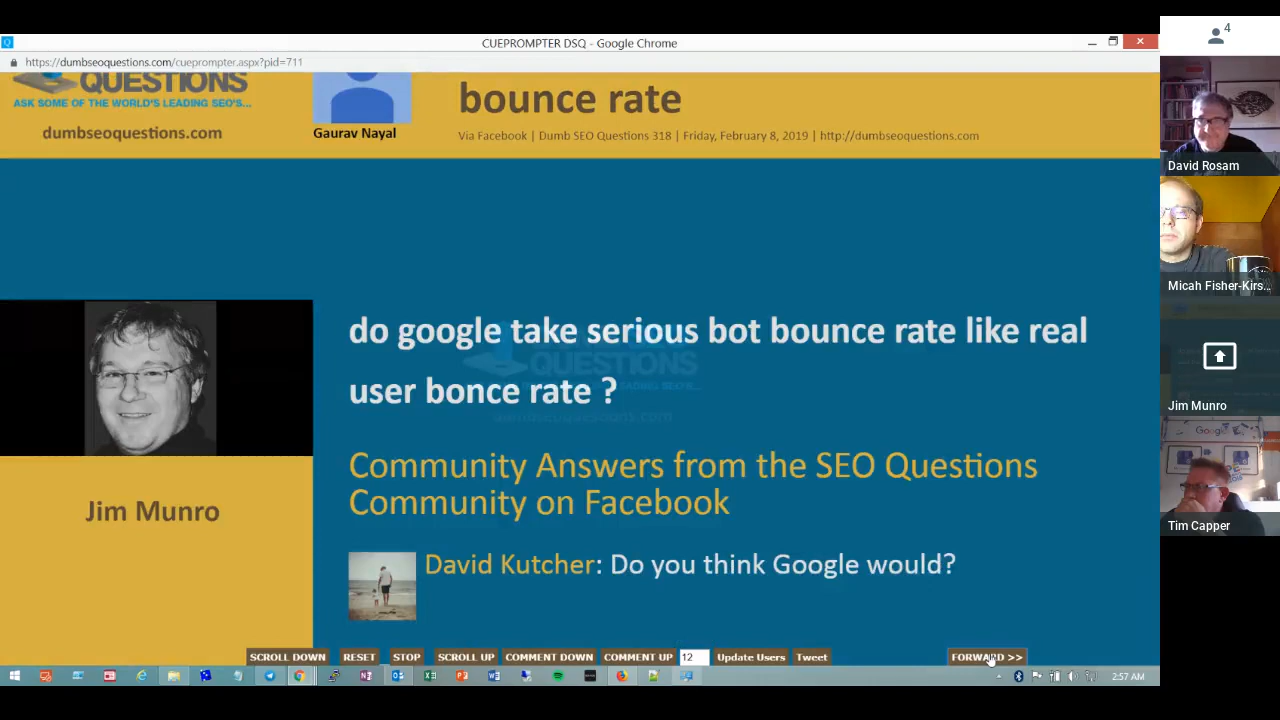 CUEPROMPTER DSQ - Google Chrome
https://dumbseoquestions.com/cueprompter.aspx?pid=711
QUESTIONS
ASK SOME OF THE WORLD'S LEADING SEO'S...
dumbseoquestions.com
Gaurav Nayal
bounce rate
Via Facebook | Dumb SEO Questions 318 | Friday, February 8, 2019 | http://dumbseoquestions.com
do google take serious bot bounce rate like real
user bonce rate ?
QUESTIONS
dumbseoquestions.com
Community Answers from the SEO Questions
Community on Facebook
Jim Munro
David Kutcher: Do you think Google would?
SCROLL DOWN
RESET
STOP
SCROLL UP
COMMENT DOWN
COMMENT UP
12
Update Users
Tweet
FORWARD >>
2:57 AM
4
David Rosam
Micah Fisher-Kirs...
Jim Munro
Google
Tim Capper